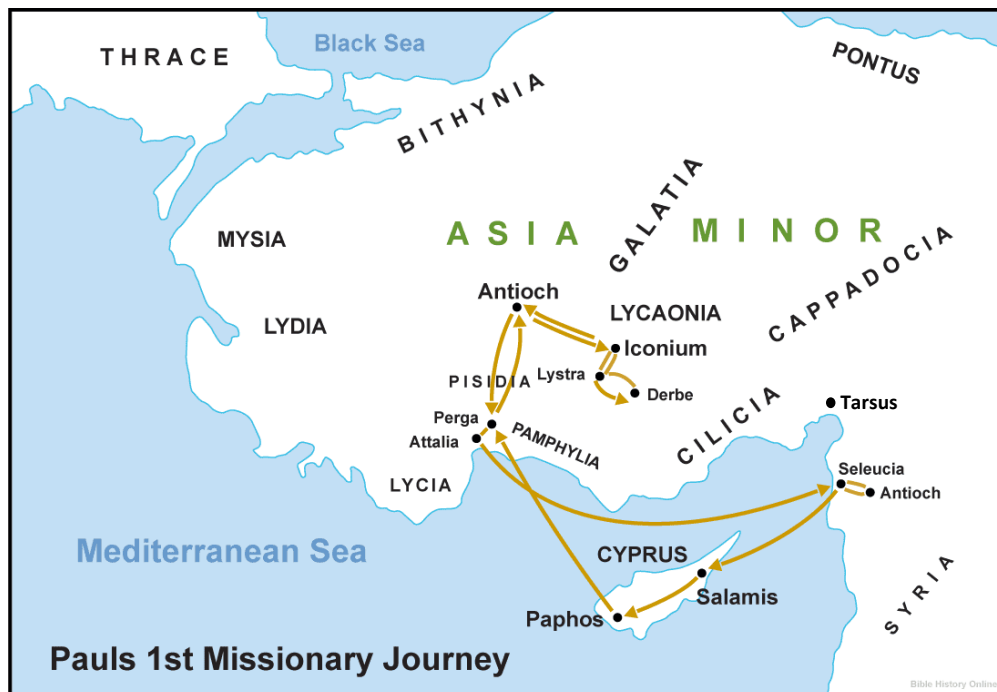 Black Sea
THRACE
PONTUS
BITHYNIA
GALATIA
MYSIA
ASIA MINOR
CAPPADOCIA
Antioch
LYCAONIA
LYDIA
Iconium
Lystra
PISIDIA
Derbe
CILICIA
Tarsus
Perga
PAMPHYLIA
Attalia
Seleucia
LYCIA
Antioch
Mediterranean Sea
CYPRUS
SYRIA
Salamis
Paphos
Pauls 1st Missionary Journey
Bible History Online